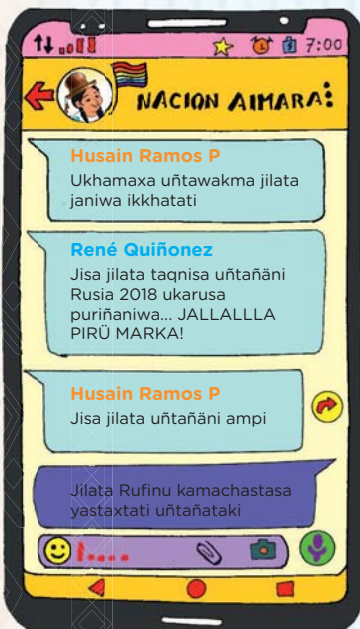 7:00
NACION AIMARA
Husain Ramos P
Ukhamaxa uñtawakma jilata
janiwa ikkhatati
René Quiñonez
Jisa jilata taqnisa uñtañäni
Rusia 2018 ukarusa
puriñaniwa... JALLALLLA
PIRÜ MARKA!
Husain Ramos P
Jisa jilata uñtañäni ampi
Jilata Rufinu kamachastasa
yastaxtati uñtañataki